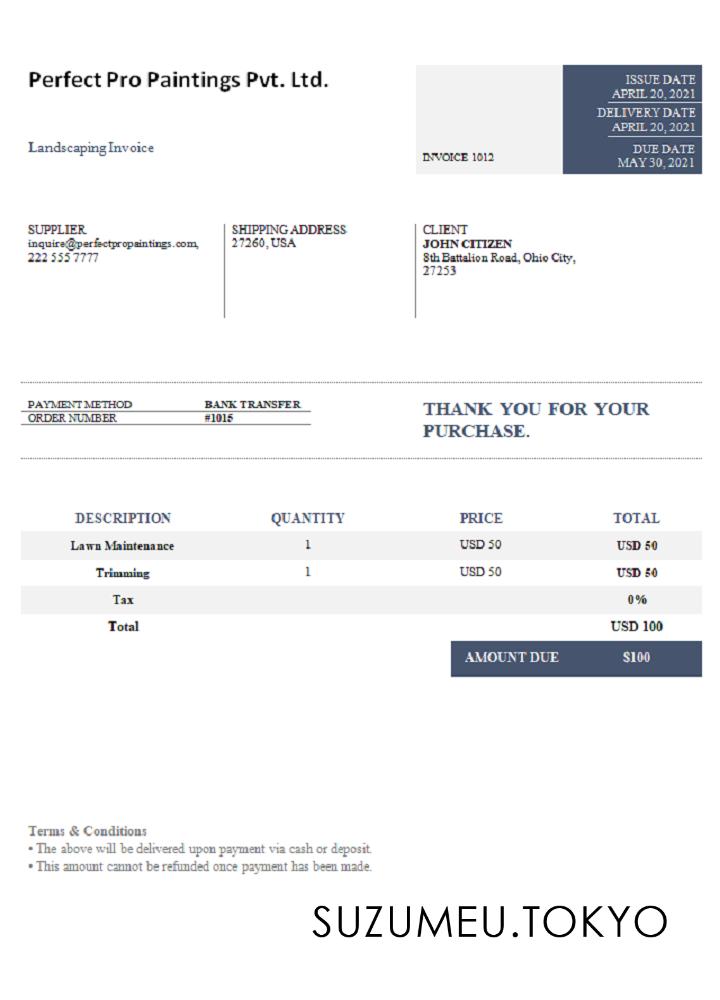 Perfect Pro Paintings Pvt. Ltd.
Landscaping Invoice
INVOICE 1012
ISSUE DATE
APRIL 20, 2021
DELIVERY DATE
APRIL 20, 2021
DUE DATE
MAY 30, 2021
SUPPLIER
inquire@perfectpropaintings.com,
222 555 7777
SHIPPING ADDRESS
27260, USA
CLIENT
JOHN CITIZEN
8th Battalion Road, Ohio City,
27253
PAYMENT METHOD BANK TRANSFER
ORDER NUMBER #1015
THANK YOU FOR YOUR
PURCHASE.
DESCRIPTION QUANTITY PRICE TOTAL
Lawn Maintenance 1 USD 50 USD 50
Trimming 1 USD 50 USD 50
Tax 0%
Total USD 100
AMOUNT DUE $100
Terms & Conditions
• The above will be delivered upon payment via cash or deposit.
• This amount cannot be refunded once payment has been made.
SUZUMEU.TOKYO